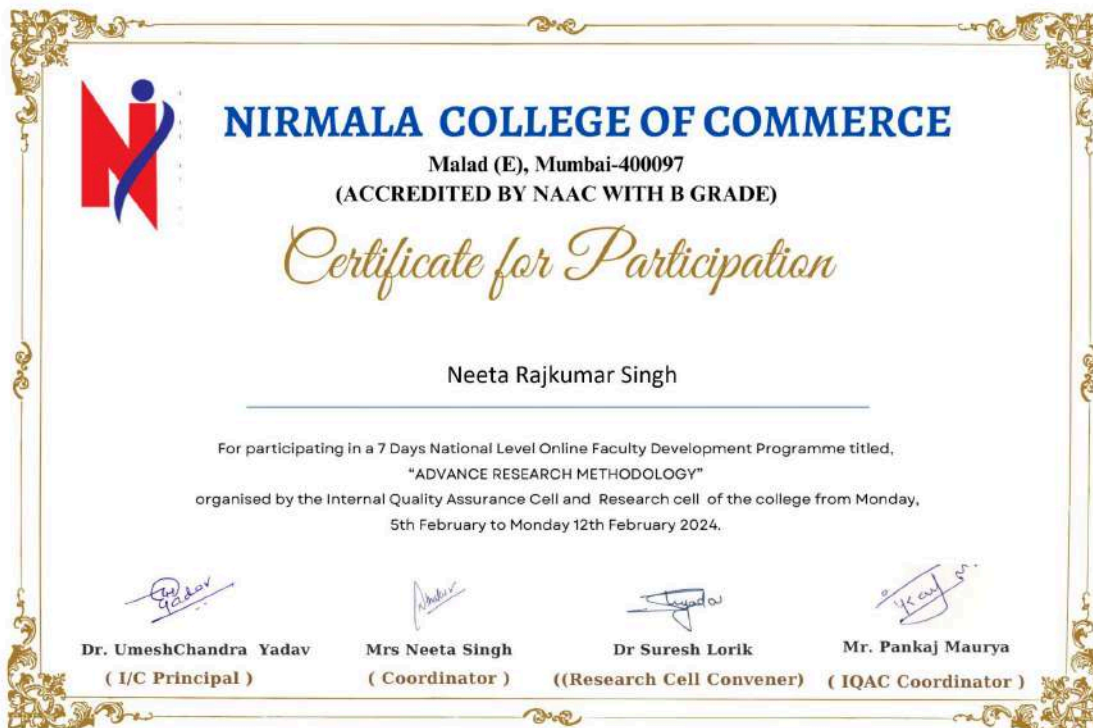 NIRMALA COLLEGE OF COMMERCE
Malad (E), Mumbai-400097
(ACCREDITED BY NAAC WITH B GRADE)
Certificate for Participation
Neeta Rajkumar Singh
For participating in a 7 Days National Level Online Faculty Development Programme titled,
“ADVANCE RESEARCH METHODOLOGY”
organised by the Internal Quality Assurance Cell and Research cell of the college from Monday,
5th February to Monday 12th February 2024.
Dr. UmeshChandra Yadav
Mrs Neeta Singh
Dr Suresh Lorik
Mr. Pankaj Maurya
( I/C Principal )
( Coordinator )
((Research Cell Convener)
( IQAC Coordinator )